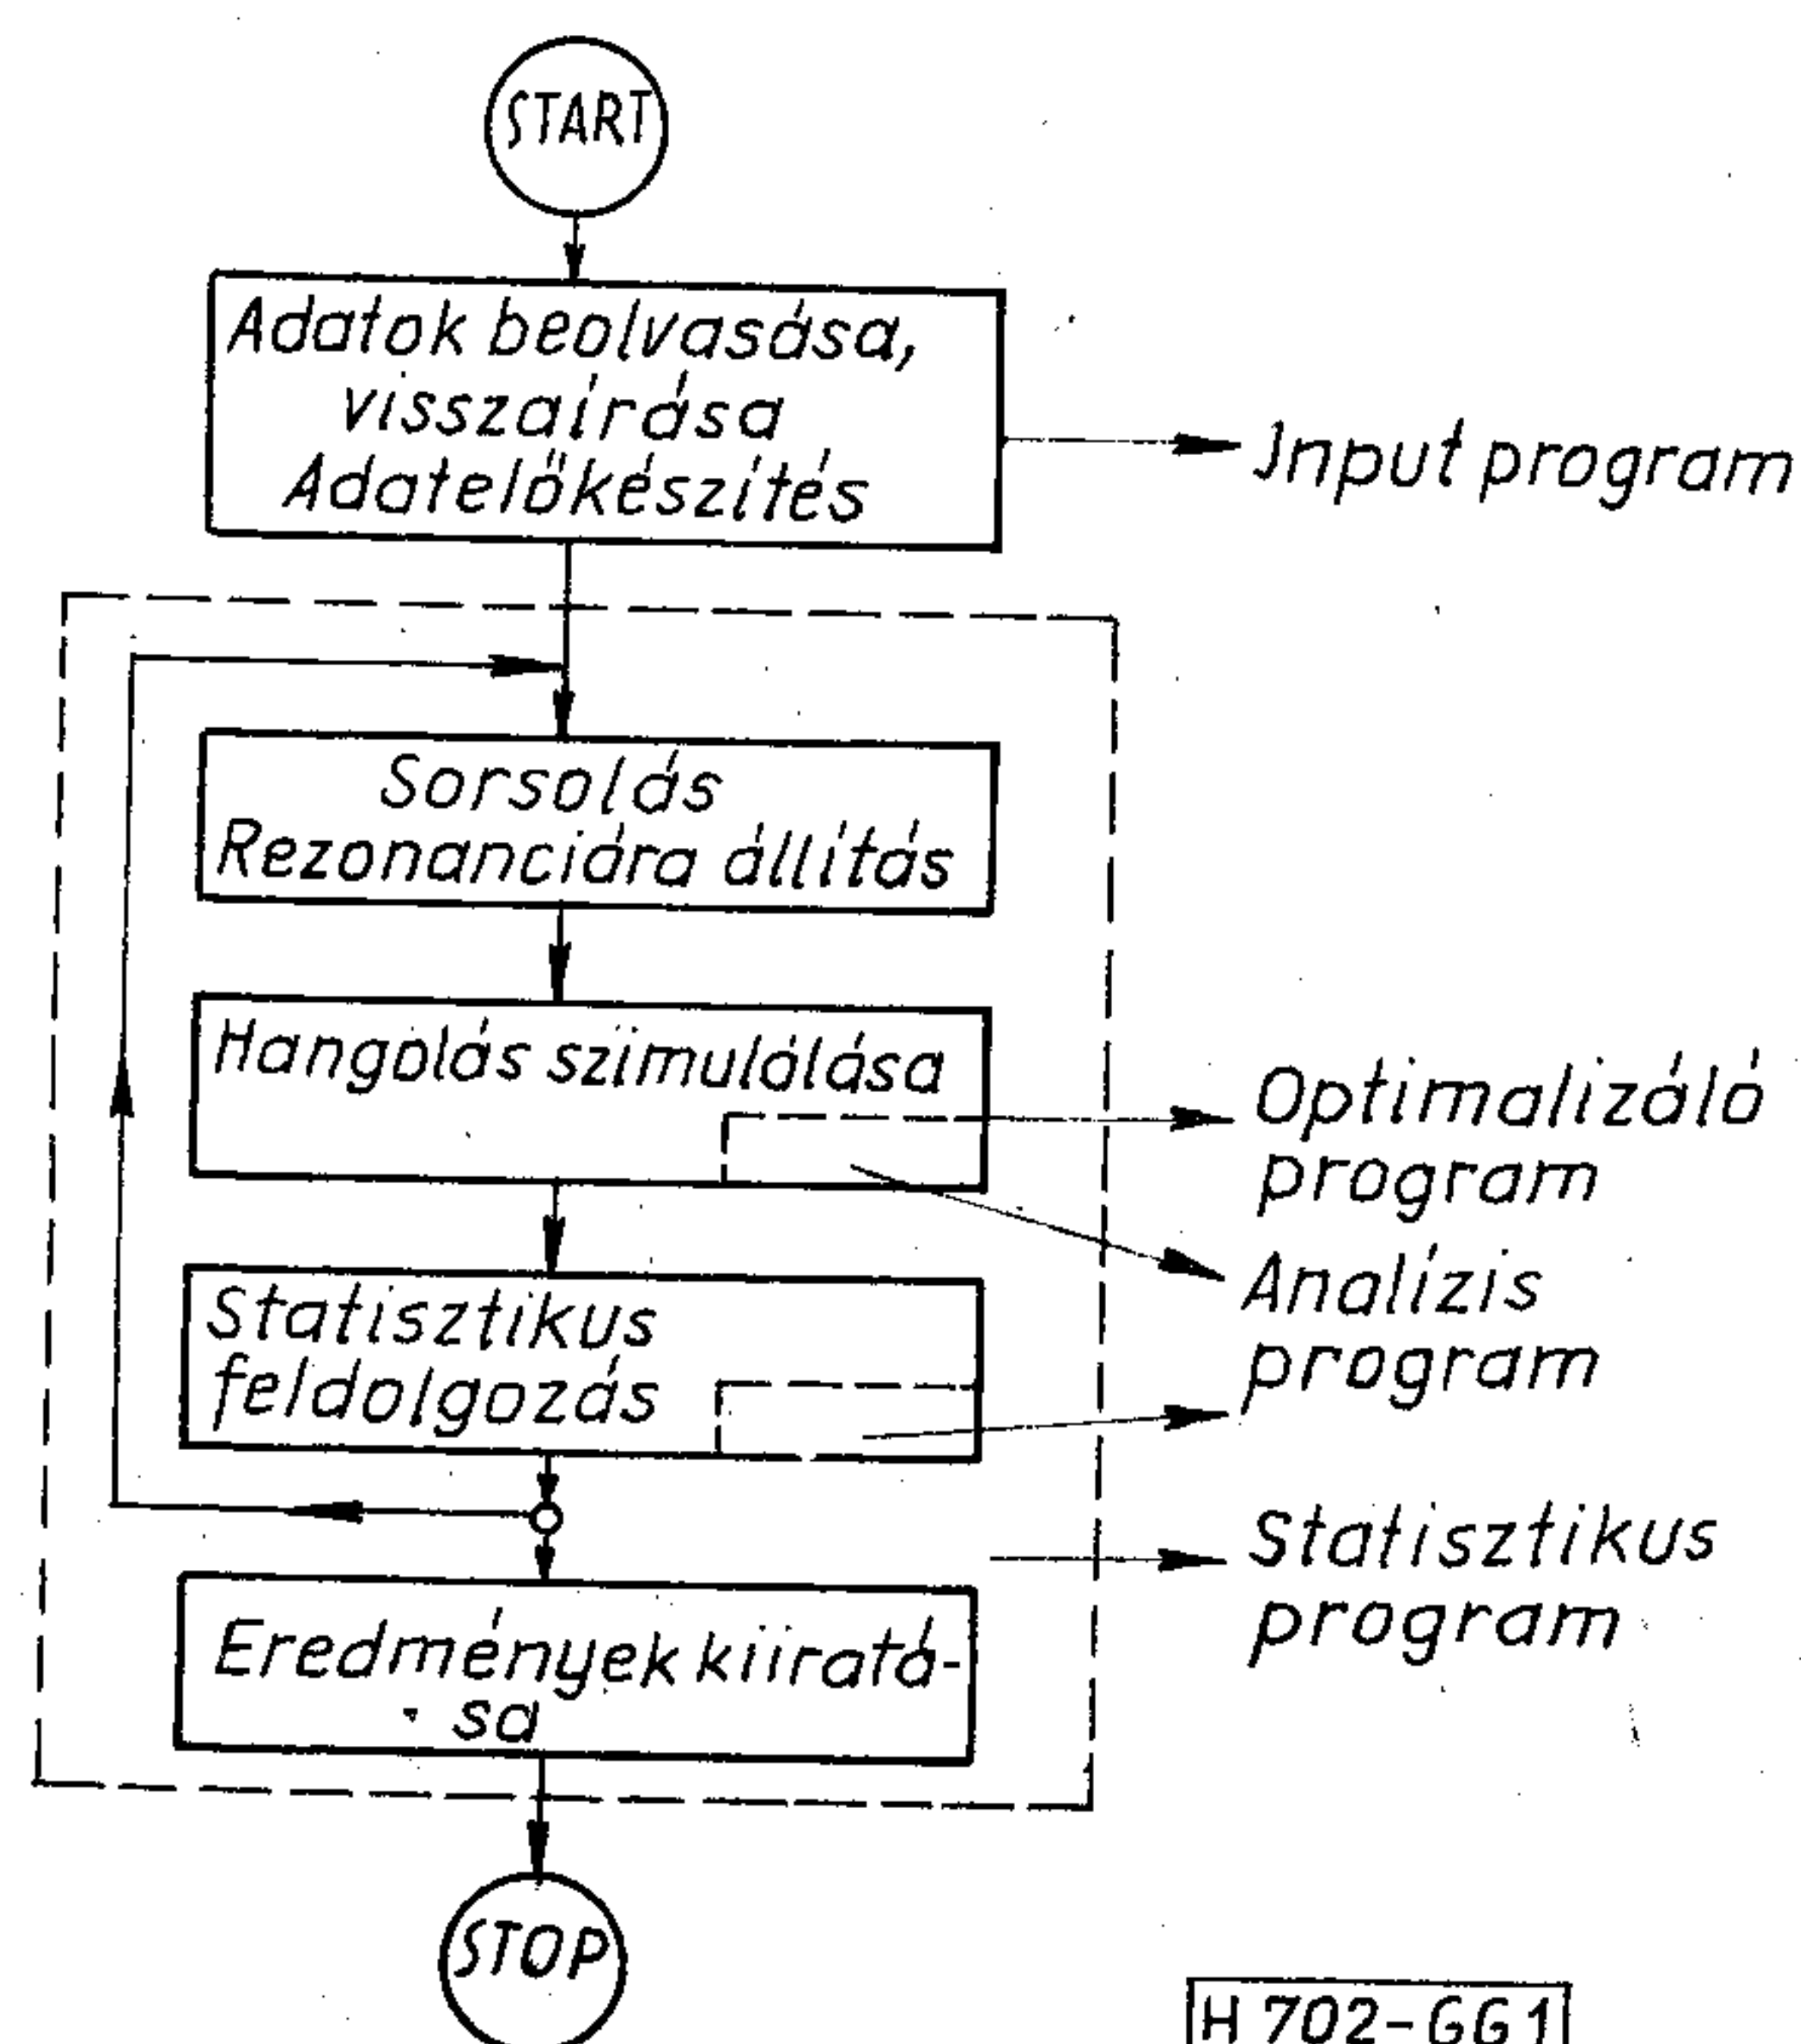 START
Adatok beolvasása,
visszaírása
Adatelőkészítés
Input program
Sorsolás
Rezonanciára állítás
Hangolás szimulálása
Optimalizáló
program
Analízis
program
Statisztikus
feldolgozás
Statisztikus
program
Eredmények kiiratá-
sa
STOP
H 702-GG1